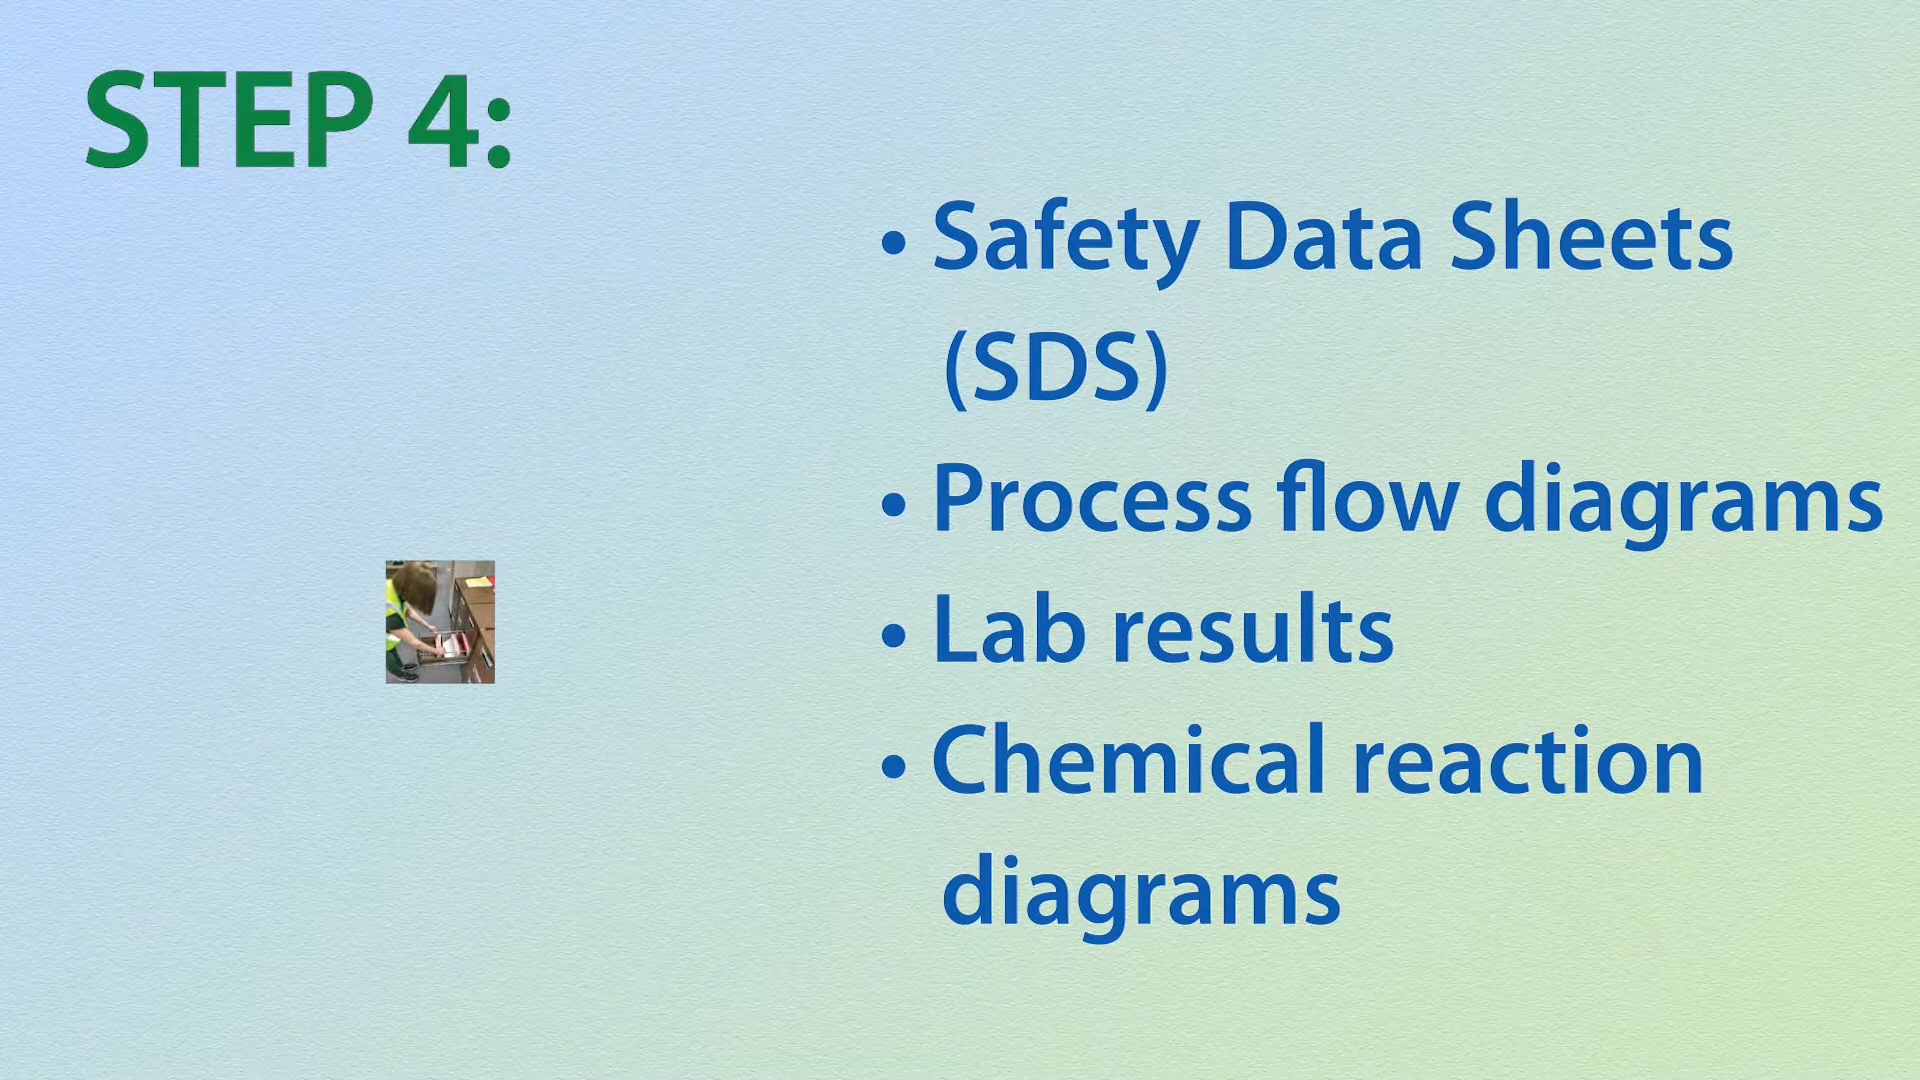 STEP 4:
• Safety Data Sheets
(SDS)
• Process flow diagrams
• Lab results
• Chemical reaction
diagrams